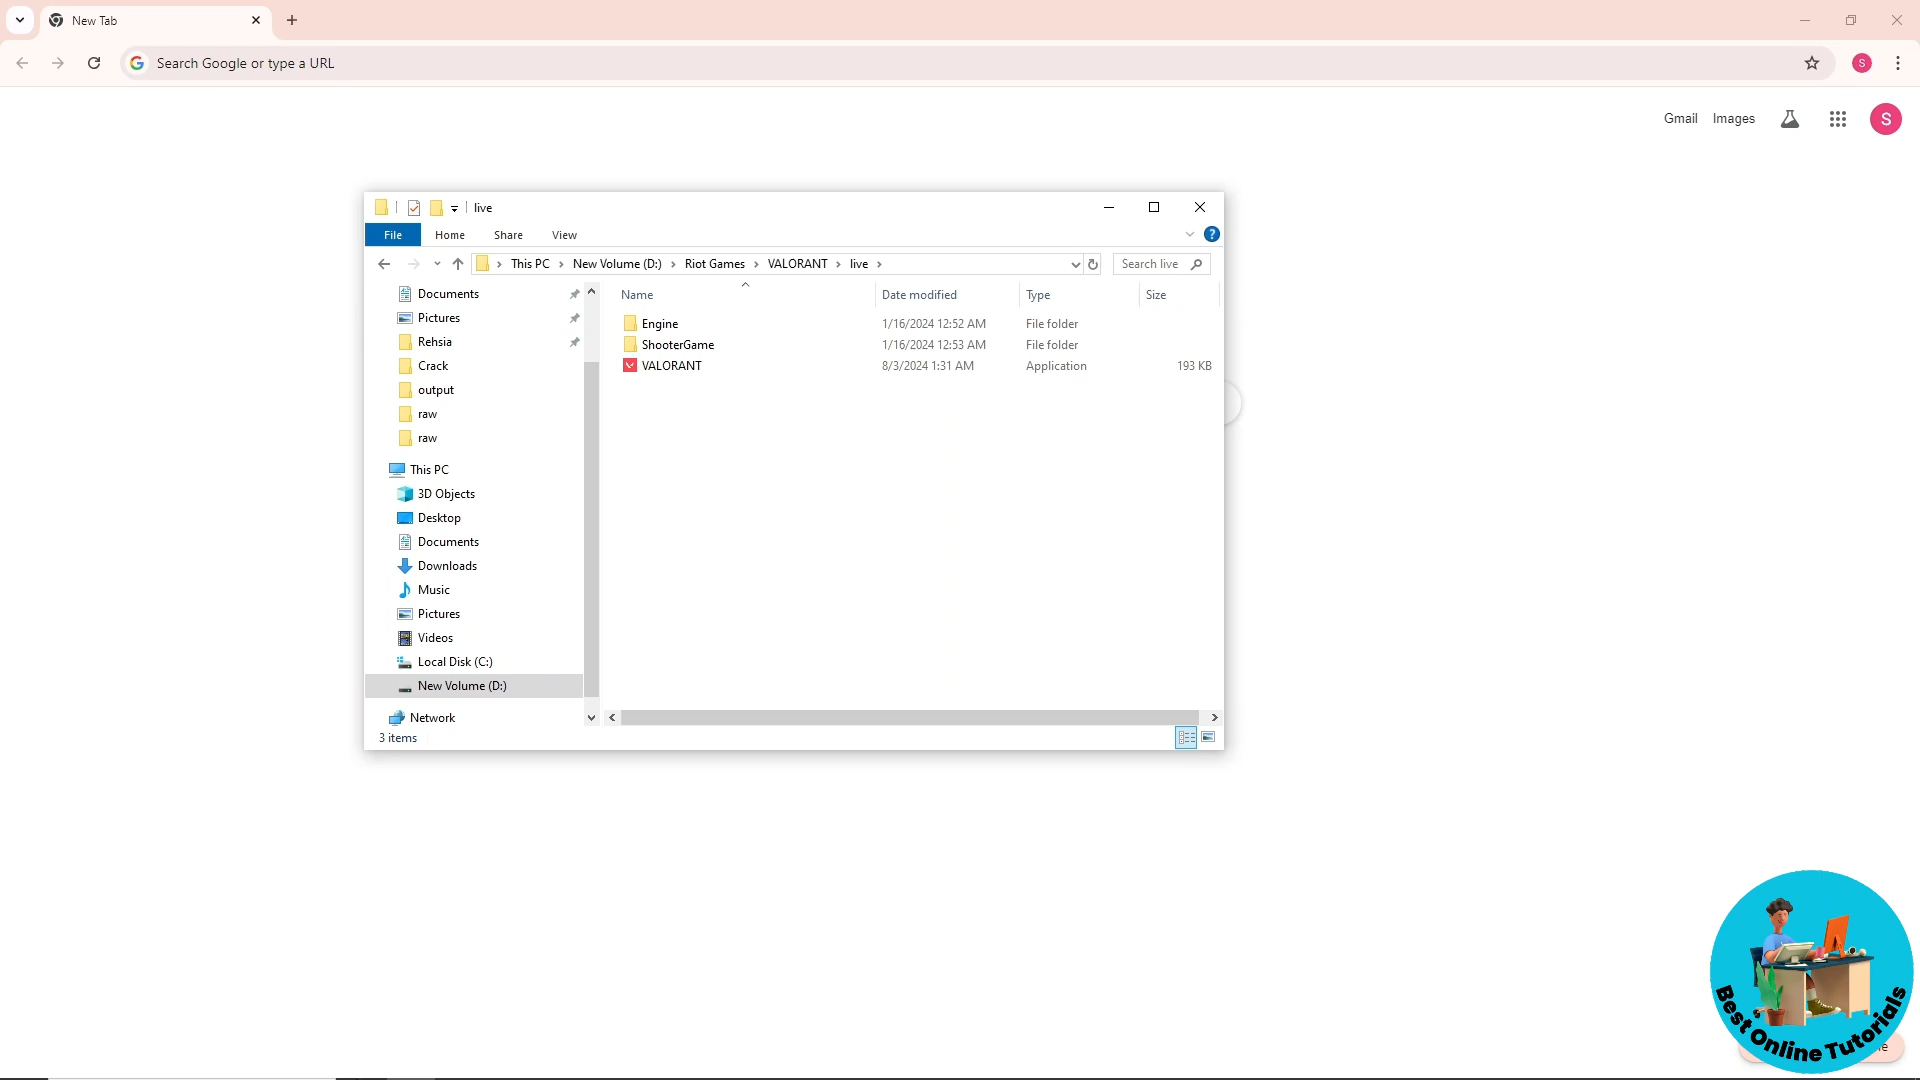 New Tab
Search Google or type a URL
S
Gmail
Images
S
live
File
Home
Share
View
?
This PC
New Volume (D:)
Riot Games
VALORANT
live
Search live
Documents
Pictures
Rehsia
Crack
output
raw
raw
This PC
3D Objects
Desktop
Documents
Downloads
Music
Pictures
Videos
Local Disk (C:)
New Volume (D:)
Network
Name
Date modified
Type
Size
Engine
1/16/2024 12:52 AM
File folder
ShooterGame
1/16/2024 12:53 AM
File folder
VALORANT
8/3/2024 1:31 AM
Application
193 KB
3 items
Best Online Tutorials